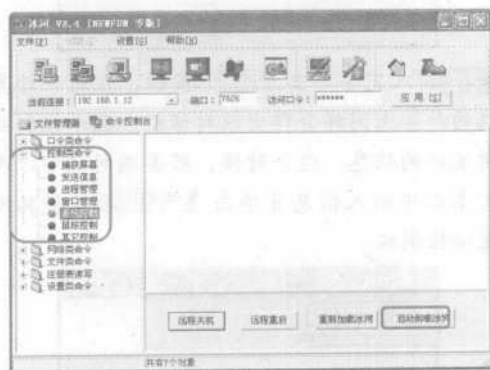 冰河 V8.4 [NEWFUN 专版]
文件[F] 设置[S] 帮助[H]
当前连接: 192.168.1.12 端口: 7626 访问口令: ****** 应用[L]
文件管理器 命令控制台
口令类命令
控制类命令
捕获屏幕
发送信息
进程管理
窗口管理
系统控制
鼠标控制
其它控制
网络类命令
文件类命令
注册表读写
设置类命令
远程关机 远程重启 重新加载冰河 自动卸载冰河
共有7个对象